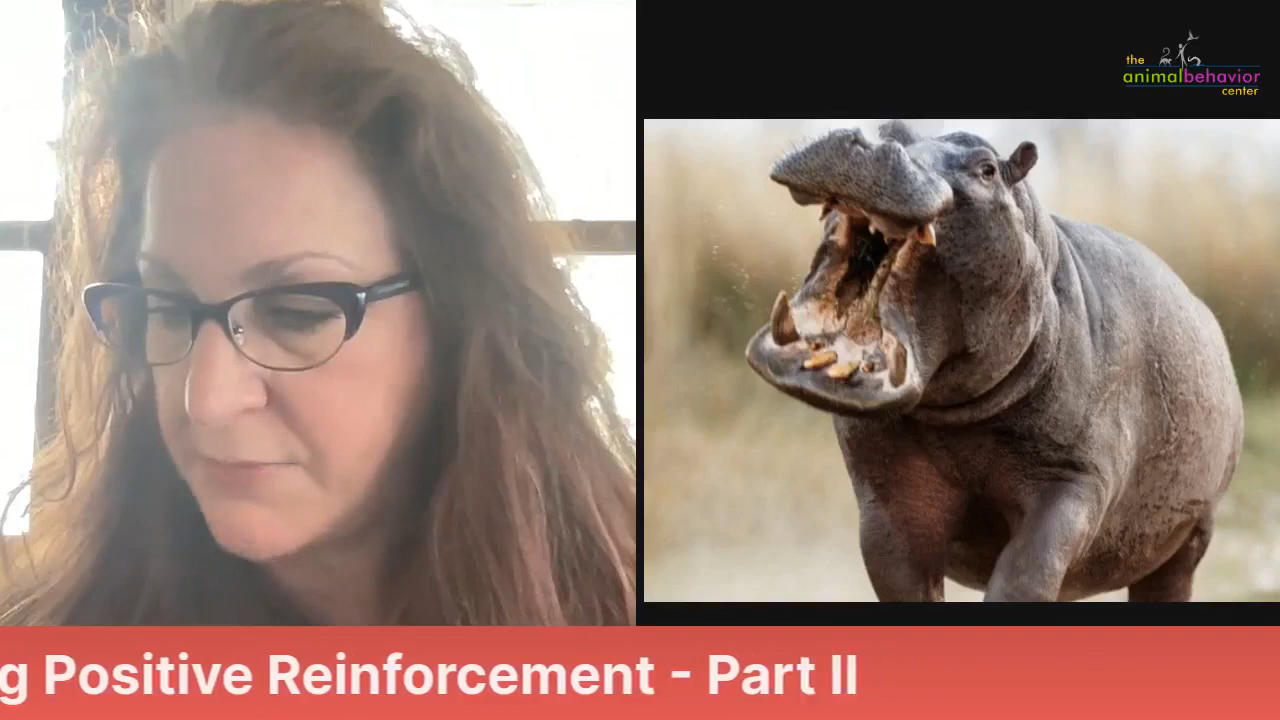 the
animalbehavior
center
g Positive Reinforcement - Part II